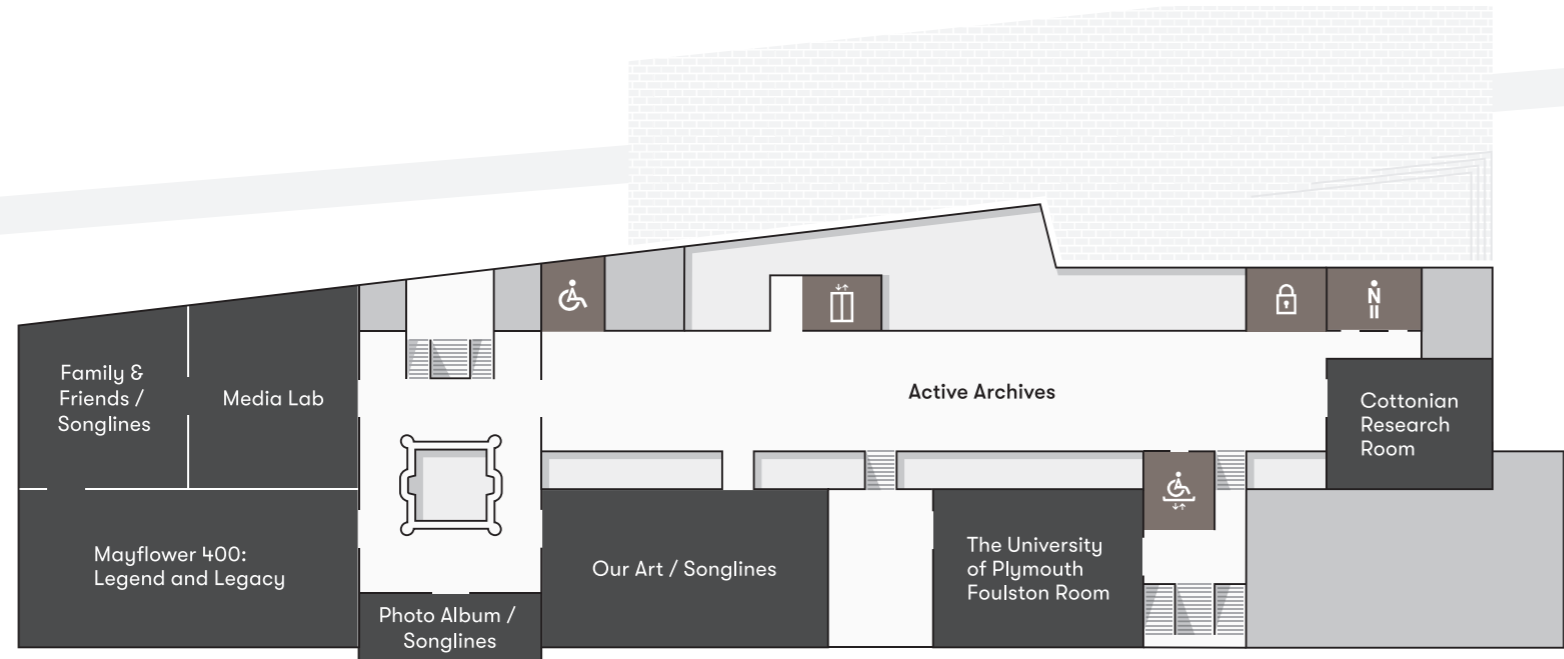 Family &
Friends /
Songlines
Media Lab
Active Archives
Cottonian
Research
Room
Mayflower 400:
Legend and Legacy
Our Art / Songlines
The University
of Plymouth
Foulston Room
Photo Album /
Songlines